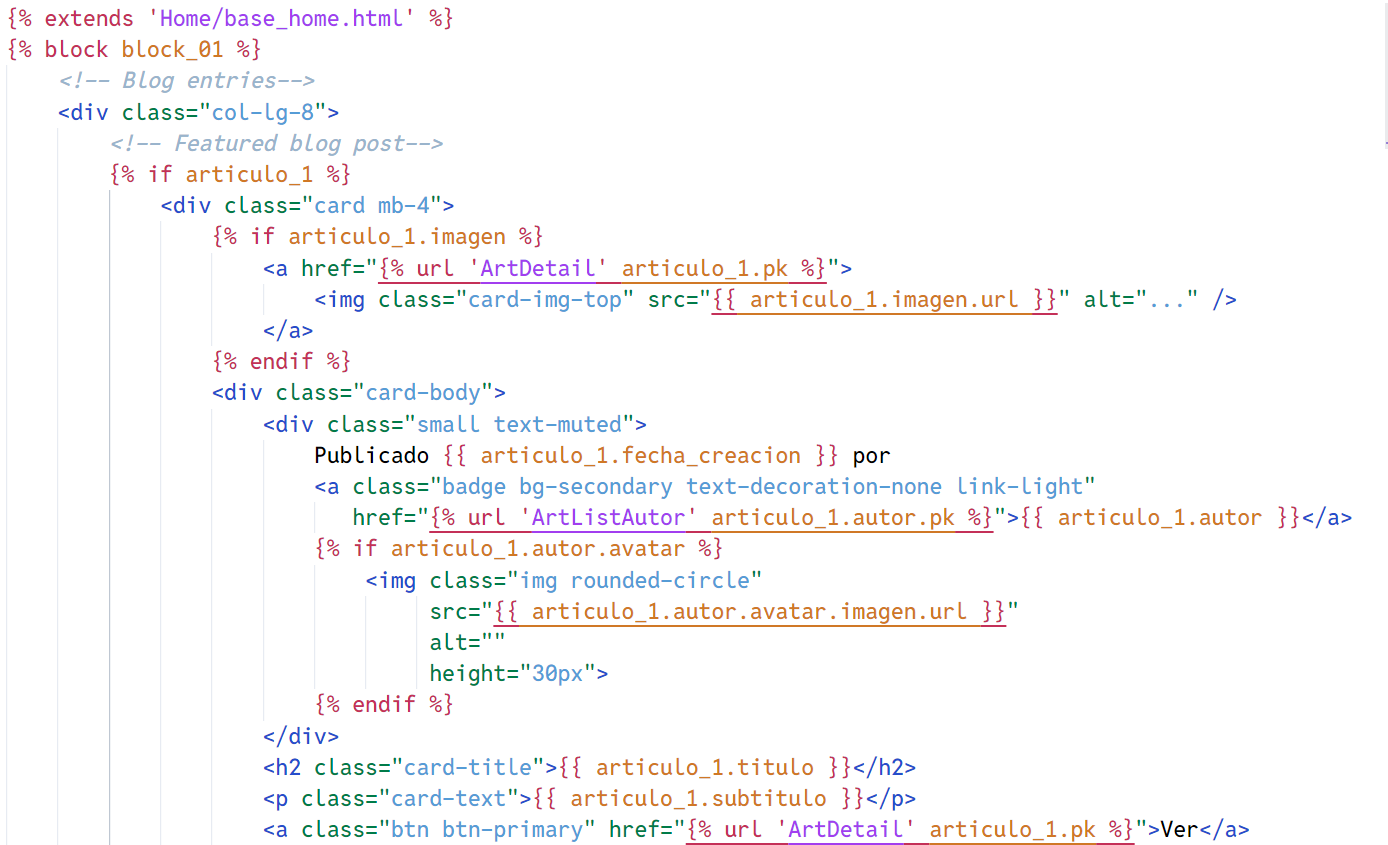 {% extends 'Home/base_home.html' %}
{% block block_01 %}
<!-- Blog entries-->
<div class="col-lg-8">
<!-- Featured blog post-->
{% if articulo_1 %}
<div class="card mb-4">
{% if articulo_1.imagen %}
<a href="{% url 'ArtDetail' articulo_1.pk %}">
<img class="card-img-top" src="{{ articulo_1.imagen.url }}" alt="..." />
</a>
{% endif %}
<div class="card-body">
<div class="small text-muted">
Publicado {{ articulo_1.fecha_creacion }} por
<a class="badge bg-secondary text-decoration-none link-light"
href="{% url 'ArtListAutor' articulo_1.autor.pk %}">{{ articulo_1.autor }}</a>
{% if articulo_1.autor.avatar %}
<img class="img rounded-circle"
src="{{ articulo_1.autor.avatar.imagen.url }}"
alt=""
height="30px">
{% endif %}
</div>
<h2 class="card-title">{{ articulo_1.titulo }}</h2>
<p class="card-text">{{ articulo_1.subtitulo }}</p>
<a class="btn btn-primary" href="{% url 'ArtDetail' articulo_1.pk %}">Ver</a>